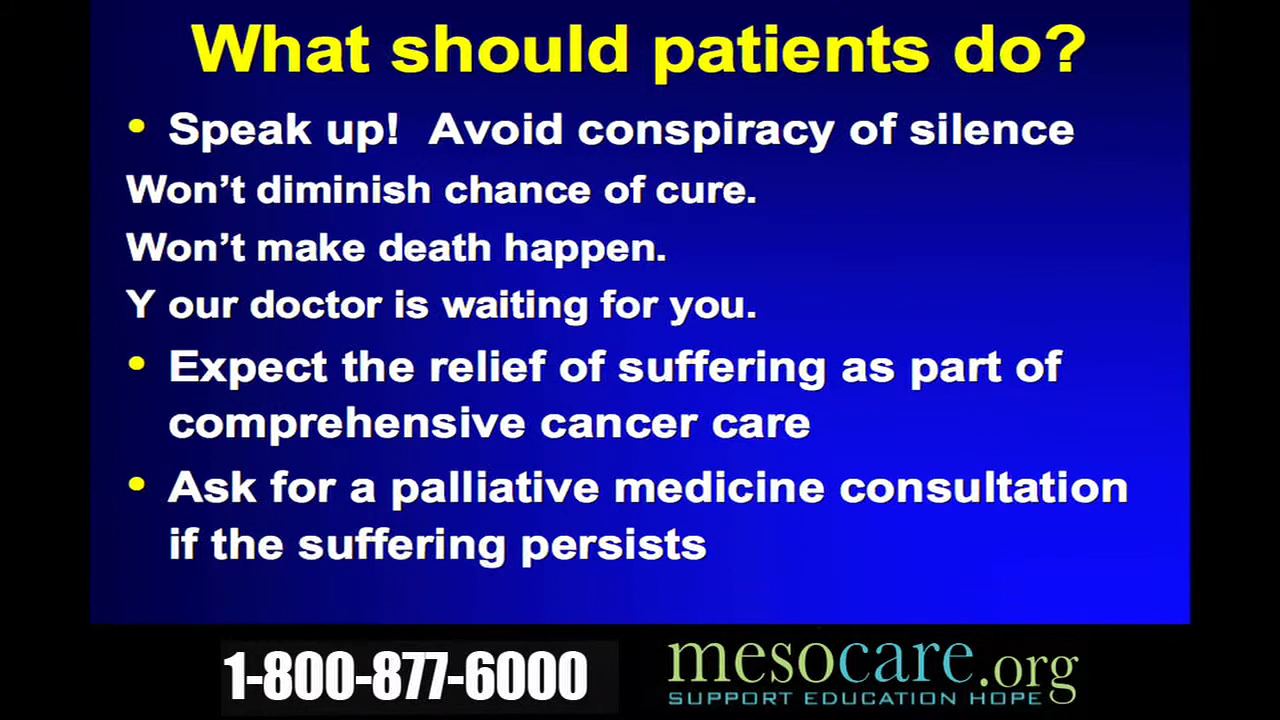 What should patients do?
• Speak up!  Avoid conspiracy of silence
Won't diminish chance of cure.
Won't make death happen.
Y our doctor is waiting for you.
• Expect the relief of suffering as part of
comprehensive cancer care
• Ask for a palliative medicine consultation
if the suffering persists
1-800-877-6000
mesocare.org
SUPPORT EDUCATION HOPE